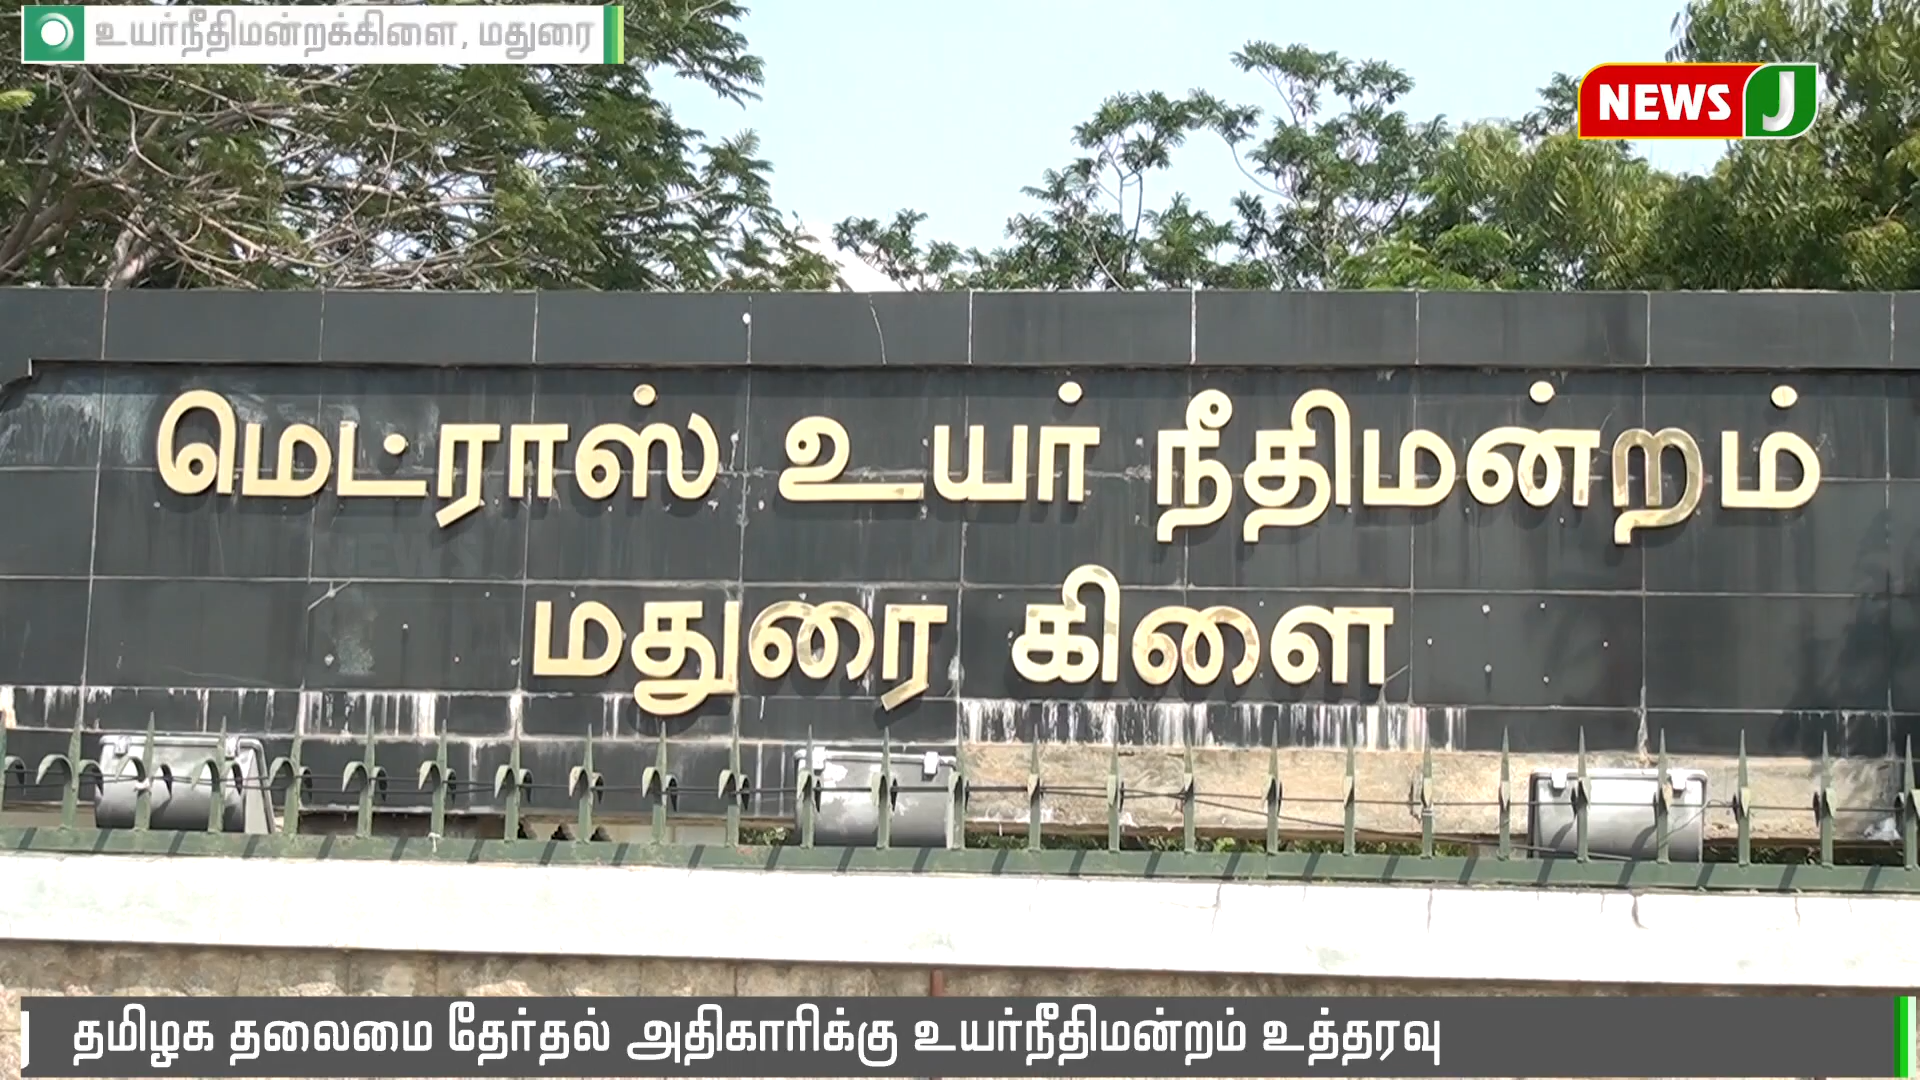 உயர்நீதிமன்றக்கிளை, மதுரை
NEWS J
மெட்ராஸ் உயர் நீதிமன்றம்
மதுரை கிளை
தமிழக தலைமை தேர்தல் அதிகாரிக்கு உயர்நீதிமன்றம் உத்தரவு